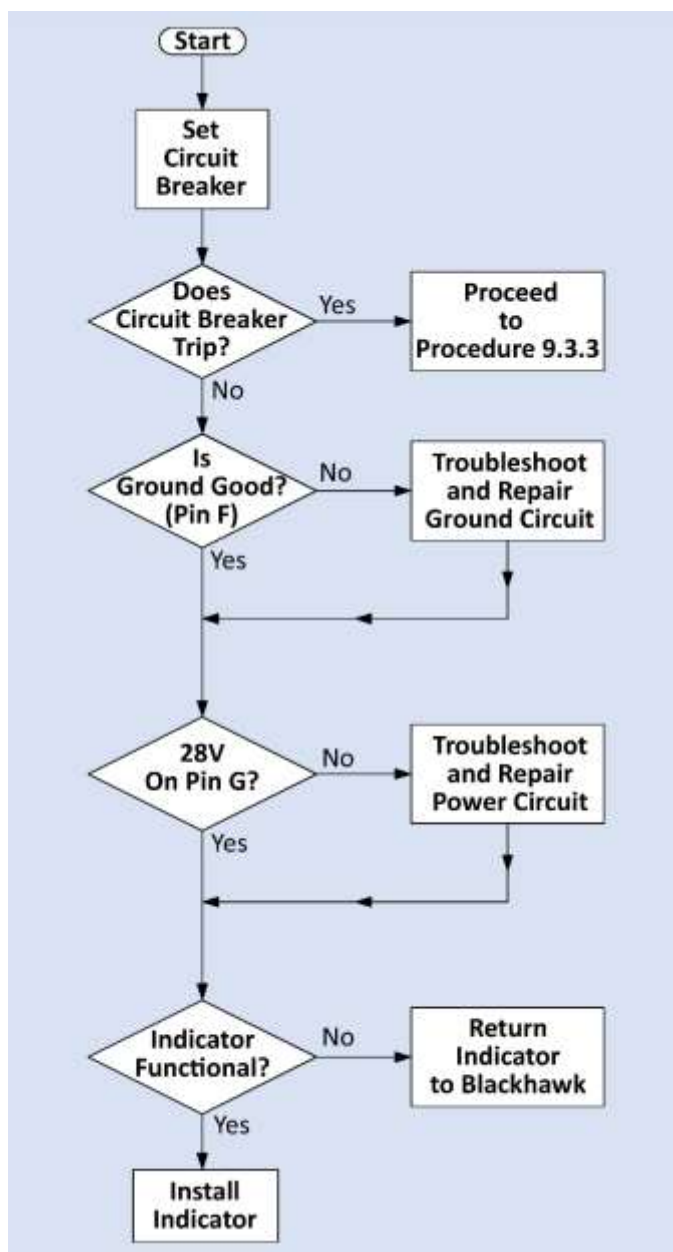 Start
Set
Circuit
Breaker
Does
Circuit Breaker
Trip?
Yes
Proceed
to
Procedure 9.3.3
No
Is
Ground Good?
(Pin F)
No
Troubleshoot
and Repair
Ground Circuit
Yes
28V
On Pin G?
No
Troubleshoot
and Repair
Power Circuit
Yes
Indicator
Functional?
No
Return
Indicator
to Blackhawk
Yes
Install
Indicator